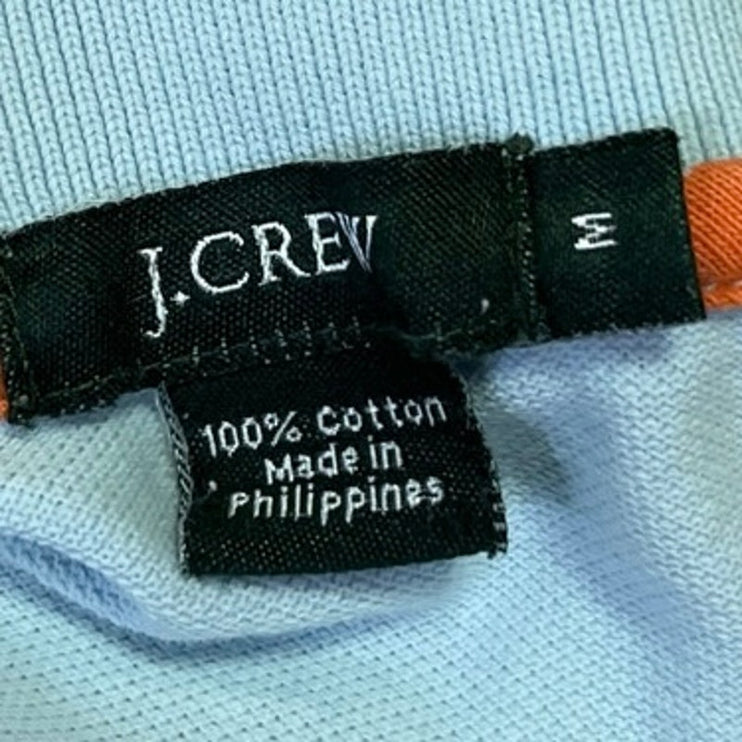 J.CREW
M
100% Cotton
Made in
Philippines